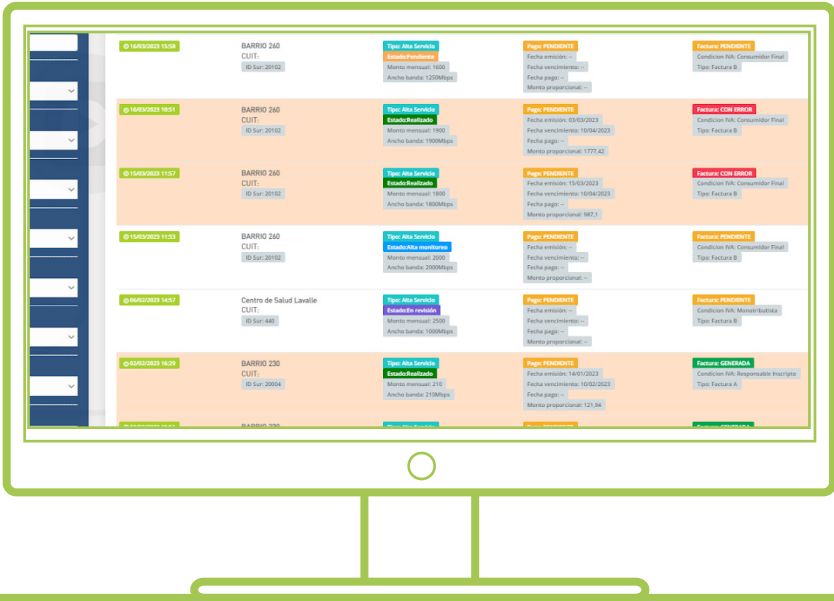 16/03/2023 15:58
BARRIO 260
CUIT:
ID Sur: 20102
Tipo: Alta Servicio
Estado:Pendiente
Monto mensual: 1600
Ancho banda: 1250Mbps
Pago: PENDIENTE
Fecha emisión: --
Fecha vencimiento: --
Fecha pago: --
Monto proporcional: --
Factura: PENDIENTE
Condicion IVA: Consumidor Final
Tipo: Factura B
16/03/2023 10:51
BARRIO 260
CUIT:
ID Sur: 20102
Tipo: Alta Servicio
Estado:Realizado
Monto mensual: 1900
Ancho banda: 1900Mbps
Pago: PENDIENTE
Fecha emisión: 03/03/2023
Fecha vencimiento: 10/04/2023
Fecha pago: --
Monto proporcional: 1777,42
Factura: CON ERROR
Condicion IVA: Consumidor Final
Tipo: Factura B
15/03/2023 11:57
BARRIO 260
CUIT:
ID Sur: 20102
Tipo: Alta Servicio
Estado:Realizado
Monto mensual: 1800
Ancho banda: 1800Mbps
Pago: PENDIENTE
Fecha emisión: 15/03/2023
Fecha vencimiento: 10/04/2023
Fecha pago: --
Monto proporcional: 987,1
Factura: CON ERROR
Condicion IVA: Consumidor Final
Tipo: Factura B
15/03/2023 11:53
BARRIO 260
CUIT:
ID Sur: 20102
Tipo: Alta Servicio
Estado:Alta monitoreo
Monto mensual: 2000
Ancho banda: 2000Mbps
Pago: PENDIENTE
Fecha emisión: --
Fecha vencimiento: --
Fecha pago: --
Monto proporcional: --
Factura: PENDIENTE
Condicion IVA: Consumidor Final
Tipo: Factura B
06/02/2023 14:57
Centro de Salud Lavalle
CUIT:
ID Sur: 440
Tipo: Alta Servicio
Estado:En revisión
Monto mensual: 2500
Ancho banda: 1000Mbps
Pago: PENDIENTE
Fecha emisión: --
Fecha vencimiento: --
Fecha pago: --
Monto proporcional: --
Factura: PENDIENTE
Condicion IVA: Monotributista
Tipo: Factura B
02/02/2023 16:29
BARRIO 230
CUIT:
ID Sur: 20004
Tipo: Alta Servicio
Estado:Realizado
Monto mensual: 210
Ancho banda: 210Mbps
Pago: PENDIENTE
Fecha emisión: 14/01/2023
Fecha vencimiento: 10/02/2023
Fecha pago: --
Monto proporcional: 121,94
Factura: GENERADA
Condicion IVA: Responsable Inscripto
Tipo: Factura A